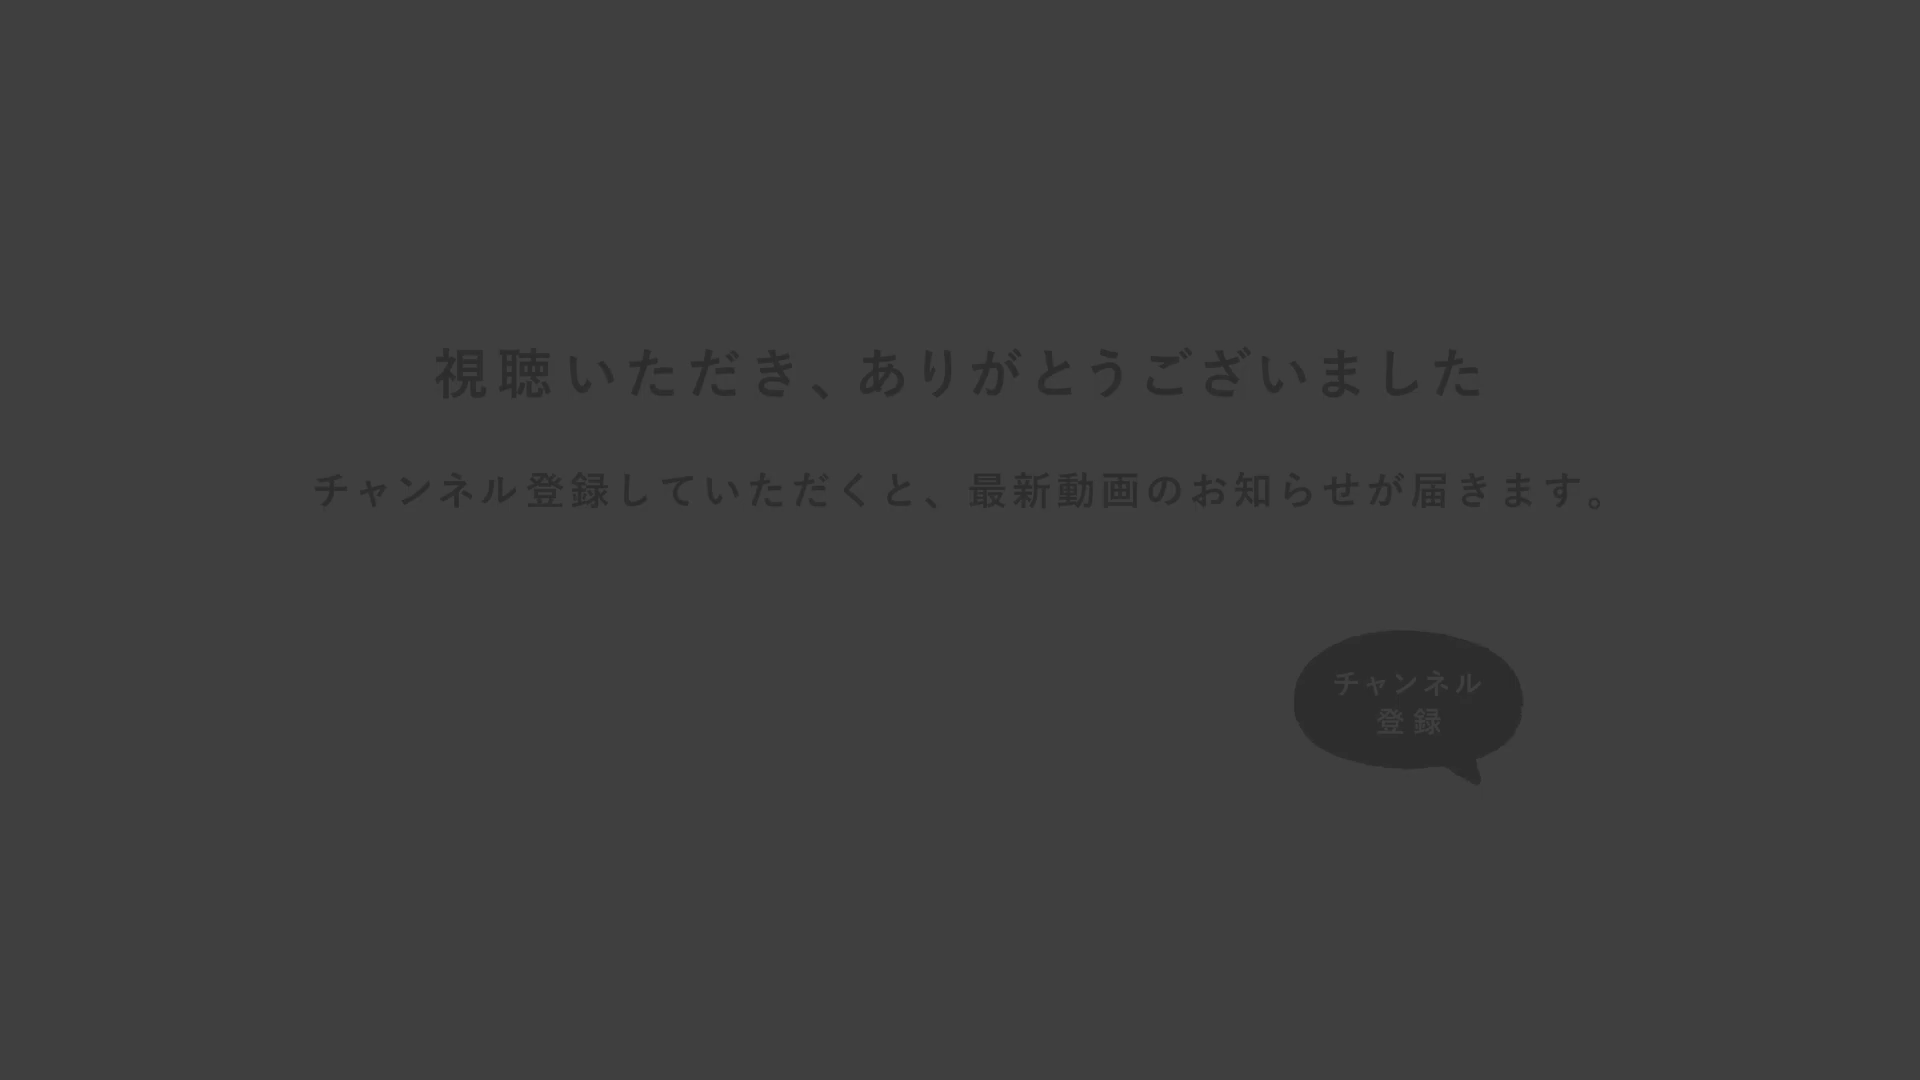 視聴いただき、ありがとうございました
チャンネル登録していただくと、最新動画のお知らせが届きます。
チャンネル
登録